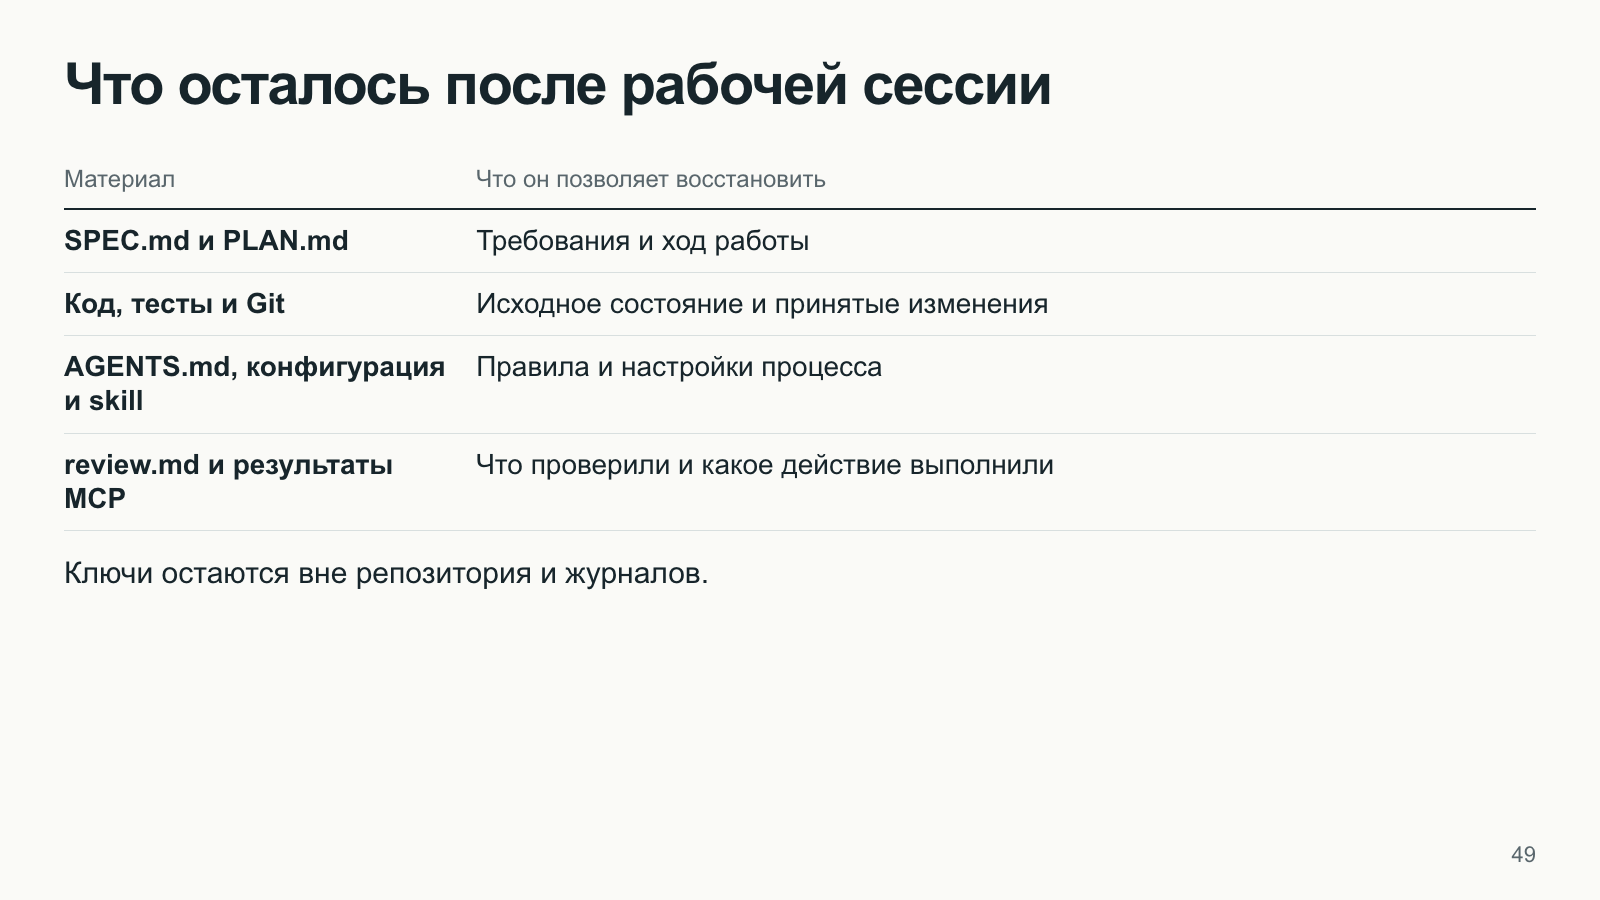 Что осталось после рабочей сессии
Материал Что он позволяет восстановить
SPEC.md и PLAN.md Требования и ход работы
Код, тесты и Git Исходное состояние и принятые изменения
AGENTS.md, конфигурация Правила и настройки процесса
и skill
review.md и результаты Что проверили и какое действие выполнили
MCP
Ключи остаются вне репозитория и журналов.
49